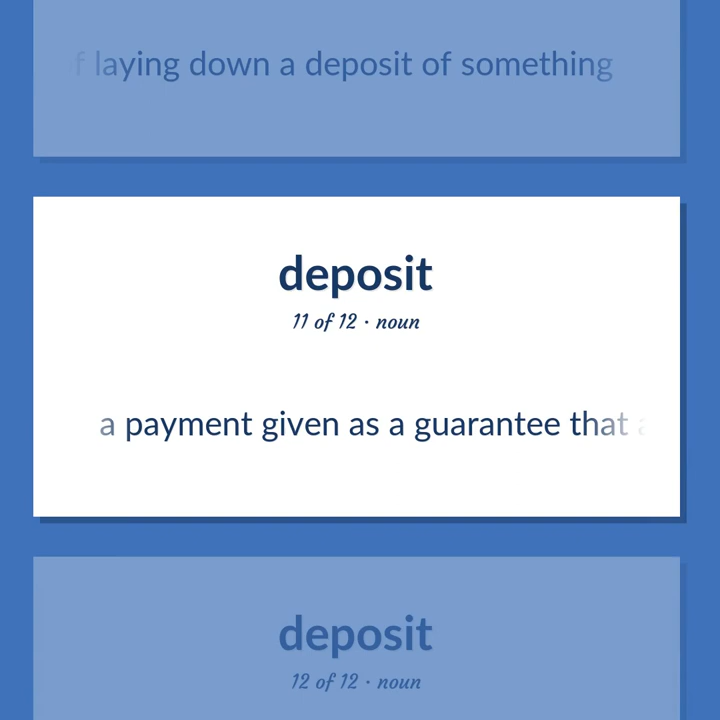 laying down a deposit of something
deposit
11 of 12 · noun
a payment given as a guarantee that
deposit
12 of 12 · noun